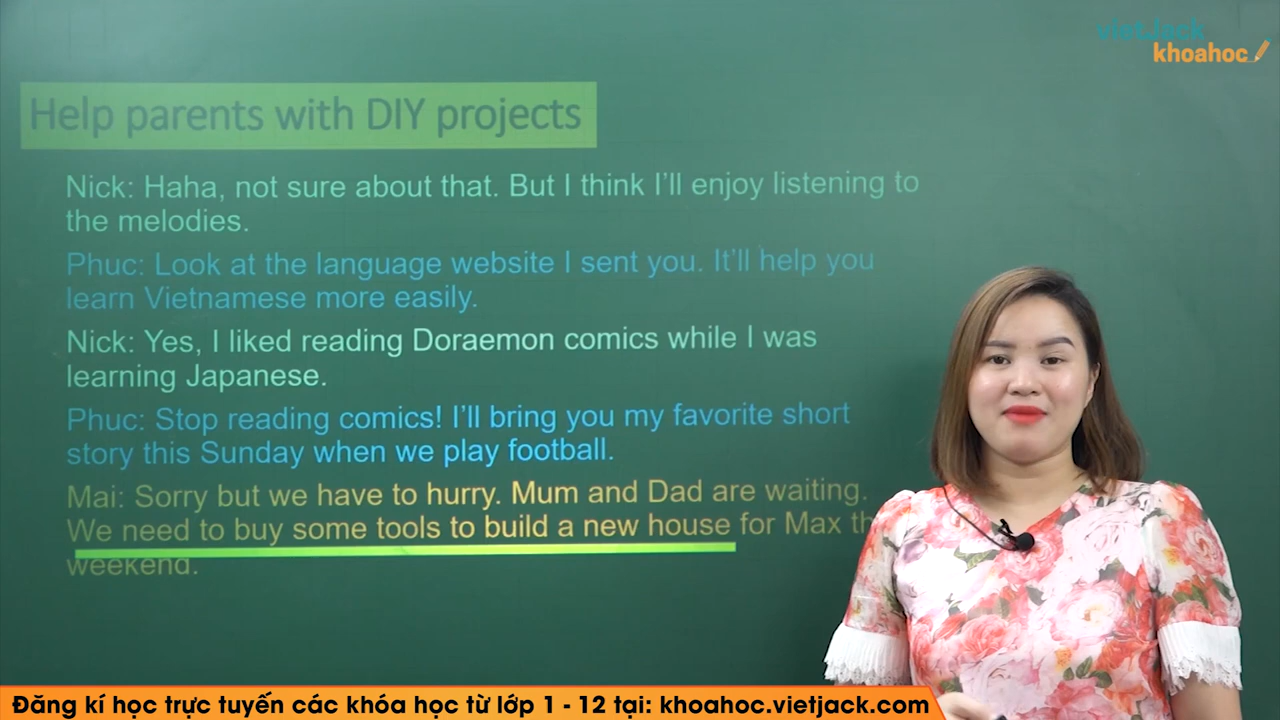 vietjack
khoahoc
Help parents with DIY projects
Nick: Haha, not sure about that. But I think I'll enjoy listening to
the melodies.
Phuc: Look at the language website I sent you. It'll help you
learn Vietnamese more easily.
Nick: Yes, I liked reading Doraemon comics while I was
learning Japanese.
Phuc: Stop reading comics! I'll bring you my favorite short
story this Sunday when we play football.
Mai: Sorry but we have to hurry. Mum and Dad are waiting.
We need to buy some tools to build a new house for Max th
weekend.
Đăng kí học trực tuyến các khóa học từ lớp 1 - 12 tại: khoahoc.vietjack.com